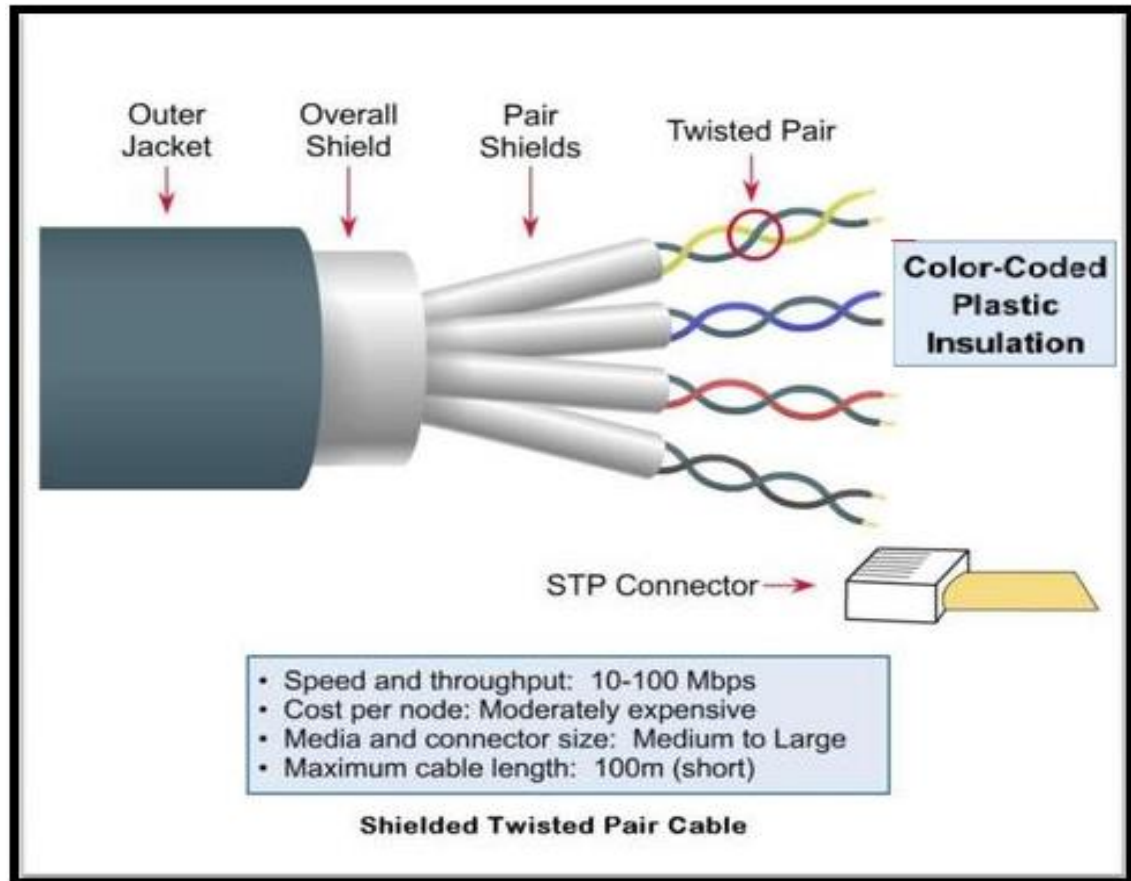 Outer
Jacket
Overall
Shield
Pair
Shields
Twisted Pair
Color-Coded
Plastic
Insulation
STP Connector
• Speed and throughput: 10-100 Mbps
• Cost per node: Moderately expensive
• Media and connector size: Medium to Large
• Maximum cable length: 100m (short)
Shielded Twisted Pair Cable